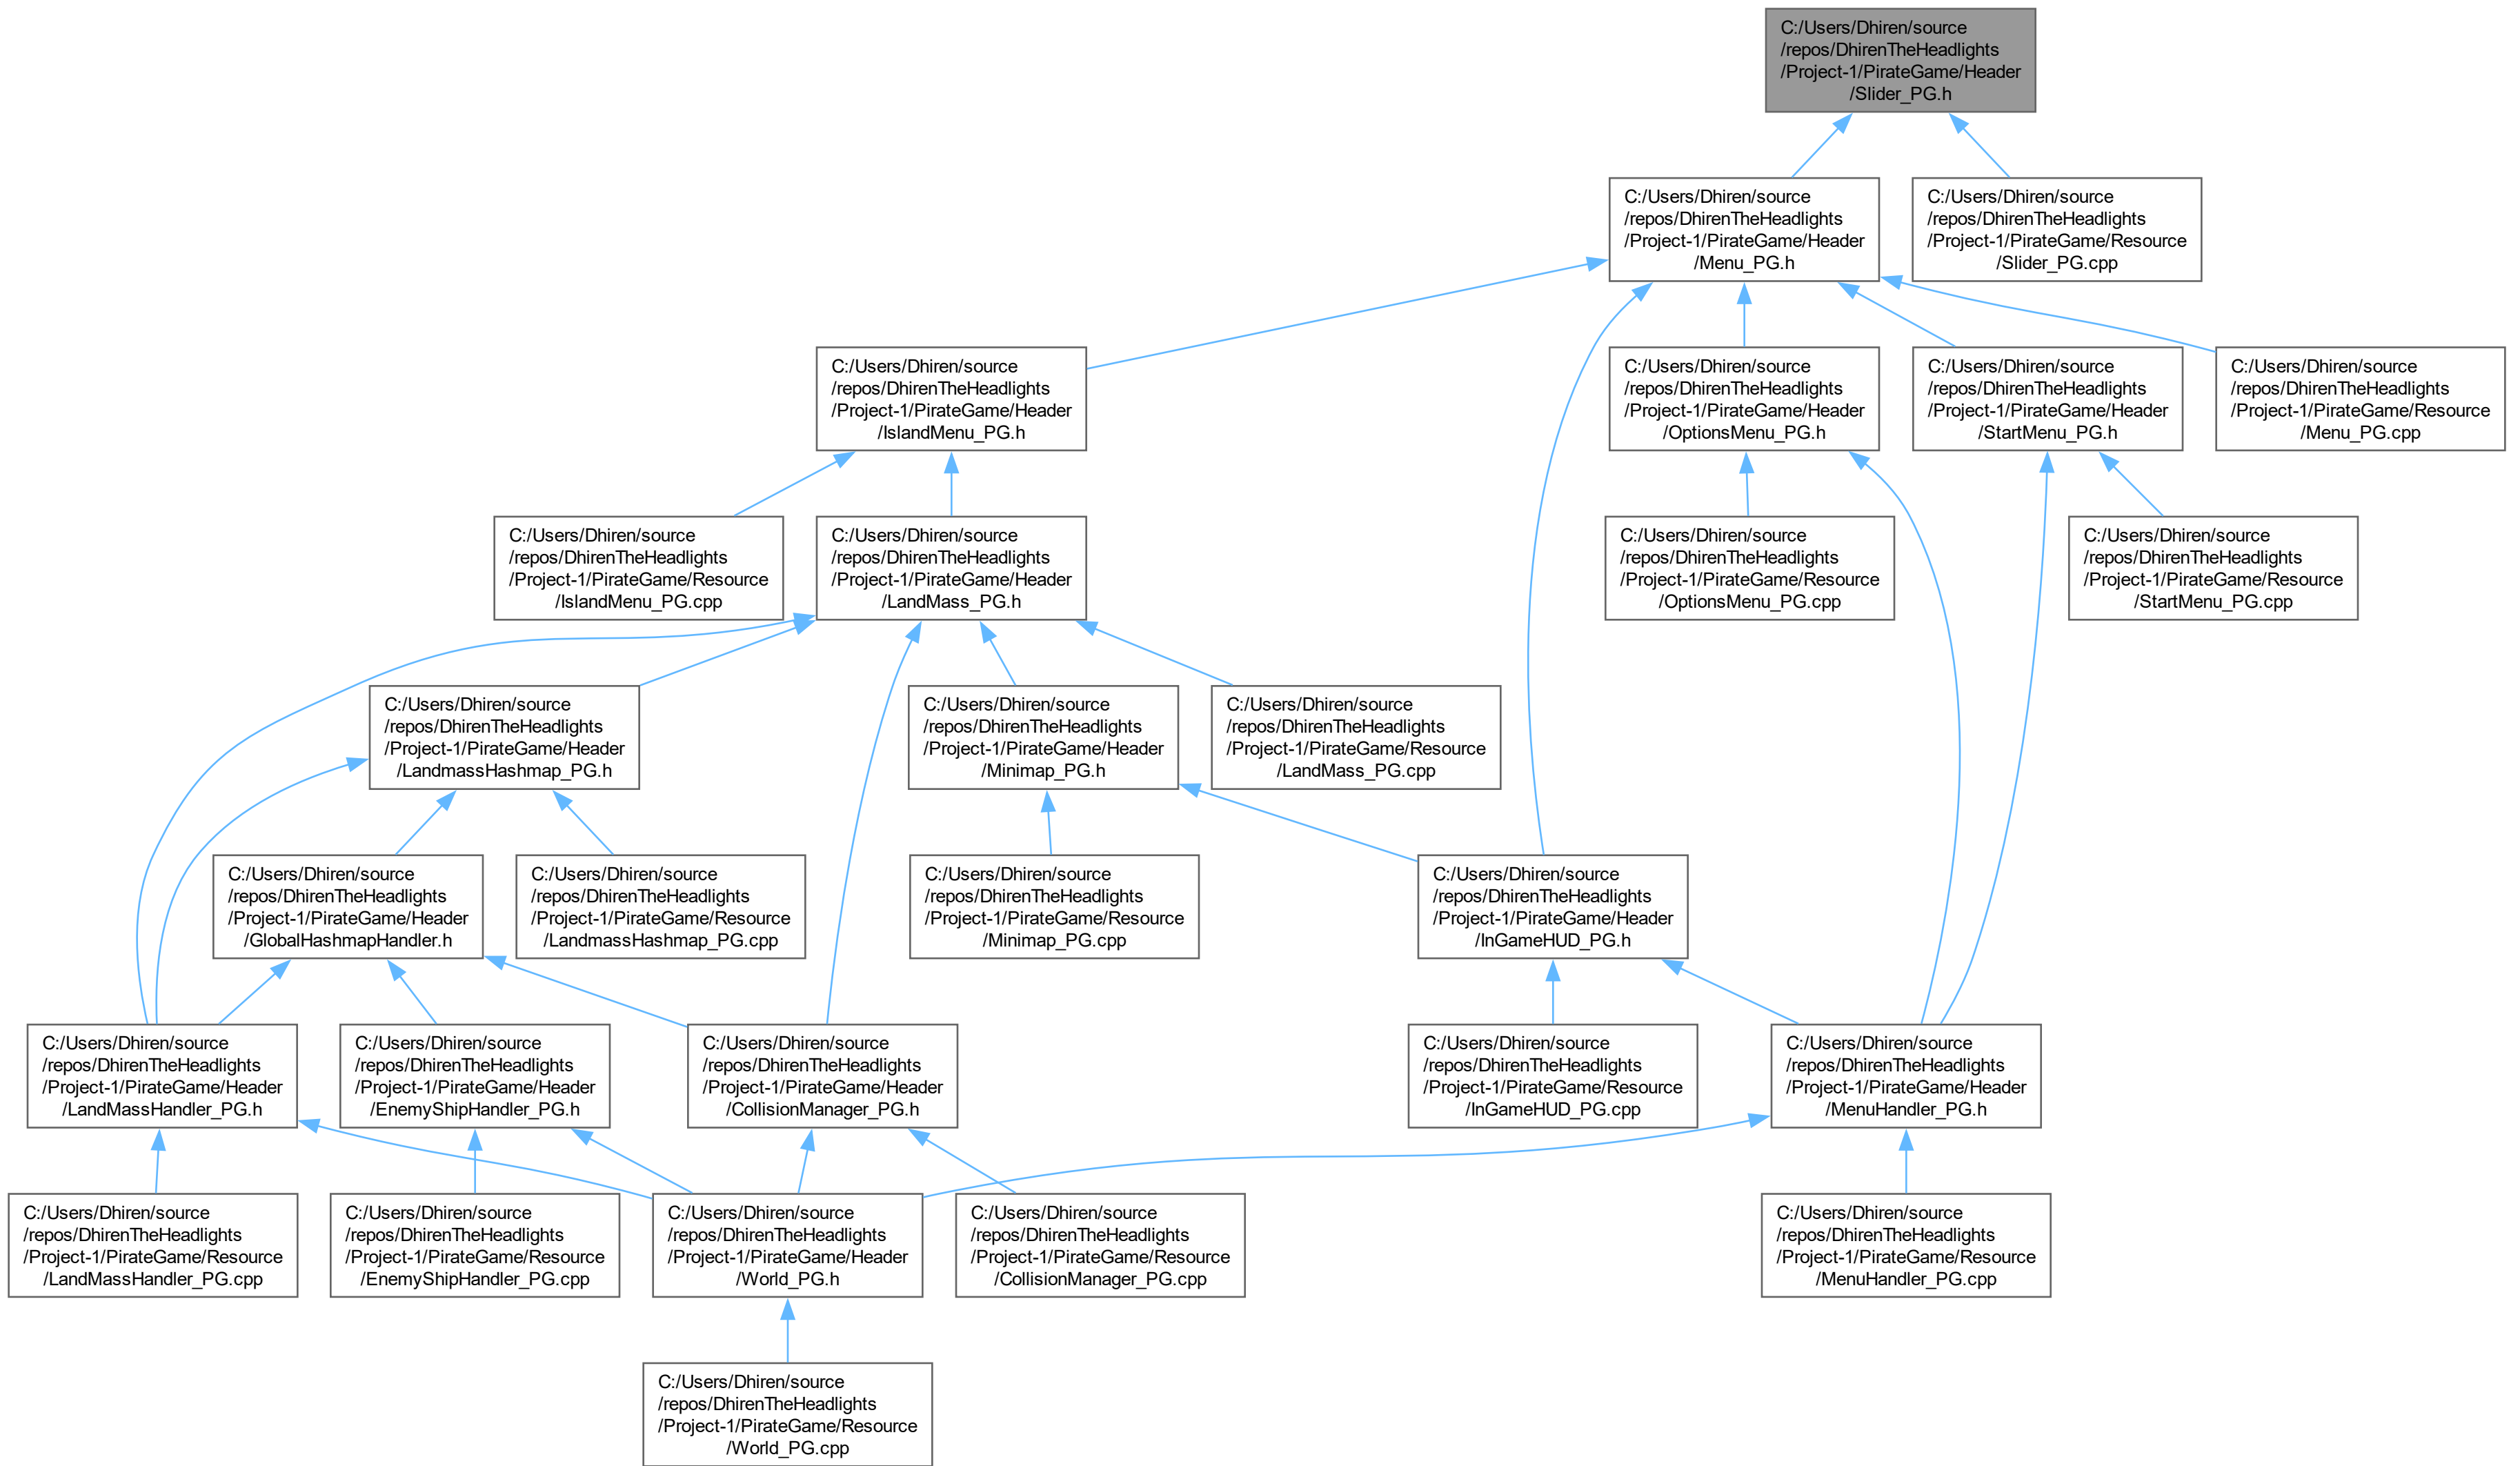 C:/Users/Dhiren/source
/repos/DhirenTheHeadlights
/Project-1/PirateGame/Header
/Slider_PG.h
C:/Users/Dhiren/source
/repos/DhirenTheHeadlights
/Project-1/PirateGame/Header
/Menu_PG.h
C:/Users/Dhiren/source
/repos/DhirenTheHeadlights
/Project-1/PirateGame/Resource
/Slider_PG.cpp
C:/Users/Dhiren/source
/repos/DhirenTheHeadlights
/Project-1/PirateGame/Header
/IslandMenu_PG.h
C:/Users/Dhiren/source
/repos/DhirenTheHeadlights
/Project-1/PirateGame/Header
/OptionsMenu_PG.h
C:/Users/Dhiren/source
/repos/DhirenTheHeadlights
/Project-1/PirateGame/Header
/StartMenu_PG.h
C:/Users/Dhiren/source
/repos/DhirenTheHeadlights
/Project-1/PirateGame/Resource
/Menu_PG.cpp
C:/Users/Dhiren/source
/repos/DhirenTheHeadlights
/Project-1/PirateGame/Resource
/IslandMenu_PG.cpp
C:/Users/Dhiren/source
/repos/DhirenTheHeadlights
/Project-1/PirateGame/Header
/LandMass_PG.h
C:/Users/Dhiren/source
/repos/DhirenTheHeadlights
/Project-1/PirateGame/Resource
/OptionsMenu_PG.cpp
C:/Users/Dhiren/source
/repos/DhirenTheHeadlights
/Project-1/PirateGame/Resource
/StartMenu_PG.cpp
C:/Users/Dhiren/source
/repos/DhirenTheHeadlights
/Project-1/PirateGame/Header
/LandmassHashmap_PG.h
C:/Users/Dhiren/source
/repos/DhirenTheHeadlights
/Project-1/PirateGame/Header
/Minimap_PG.h
C:/Users/Dhiren/source
/repos/DhirenTheHeadlights
/Project-1/PirateGame/Resource
/LandMass_PG.cpp
C:/Users/Dhiren/source
/repos/DhirenTheHeadlights
/Project-1/PirateGame/Header
/GlobalHashmapHandler.h
C:/Users/Dhiren/source
/repos/DhirenTheHeadlights
/Project-1/PirateGame/Resource
/LandmassHashmap_PG.cpp
C:/Users/Dhiren/source
/repos/DhirenTheHeadlights
/Project-1/PirateGame/Resource
/Minimap_PG.cpp
C:/Users/Dhiren/source
/repos/DhirenTheHeadlights
/Project-1/PirateGame/Header
/InGameHUD_PG.h
C:/Users/Dhiren/source
/repos/DhirenTheHeadlights
/Project-1/PirateGame/Header
/LandMassHandler_PG.h
C:/Users/Dhiren/source
/repos/DhirenTheHeadlights
/Project-1/PirateGame/Header
/EnemyShipHandler_PG.h
C:/Users/Dhiren/source
/repos/DhirenTheHeadlights
/Project-1/PirateGame/Header
/CollisionManager_PG.h
C:/Users/Dhiren/source
/repos/DhirenTheHeadlights
/Project-1/PirateGame/Resource
/InGameHUD_PG.cpp
C:/Users/Dhiren/source
/repos/DhirenTheHeadlights
/Project-1/PirateGame/Header
/MenuHandler_PG.h
C:/Users/Dhiren/source
/repos/DhirenTheHeadlights
/Project-1/PirateGame/Resource
/LandMassHandler_PG.cpp
C:/Users/Dhiren/source
/repos/DhirenTheHeadlights
/Project-1/PirateGame/Resource
/EnemyShipHandler_PG.cpp
C:/Users/Dhiren/source
/repos/DhirenTheHeadlights
/Project-1/PirateGame/Header
/World_PG.h
C:/Users/Dhiren/source
/repos/DhirenTheHeadlights
/Project-1/PirateGame/Resource
/CollisionManager_PG.cpp
C:/Users/Dhiren/source
/repos/DhirenTheHeadlights
/Project-1/PirateGame/Resource
/MenuHandler_PG.cpp
C:/Users/Dhiren/source
/repos/DhirenTheHeadlights
/Project-1/PirateGame/Resource
/World_PG.cpp